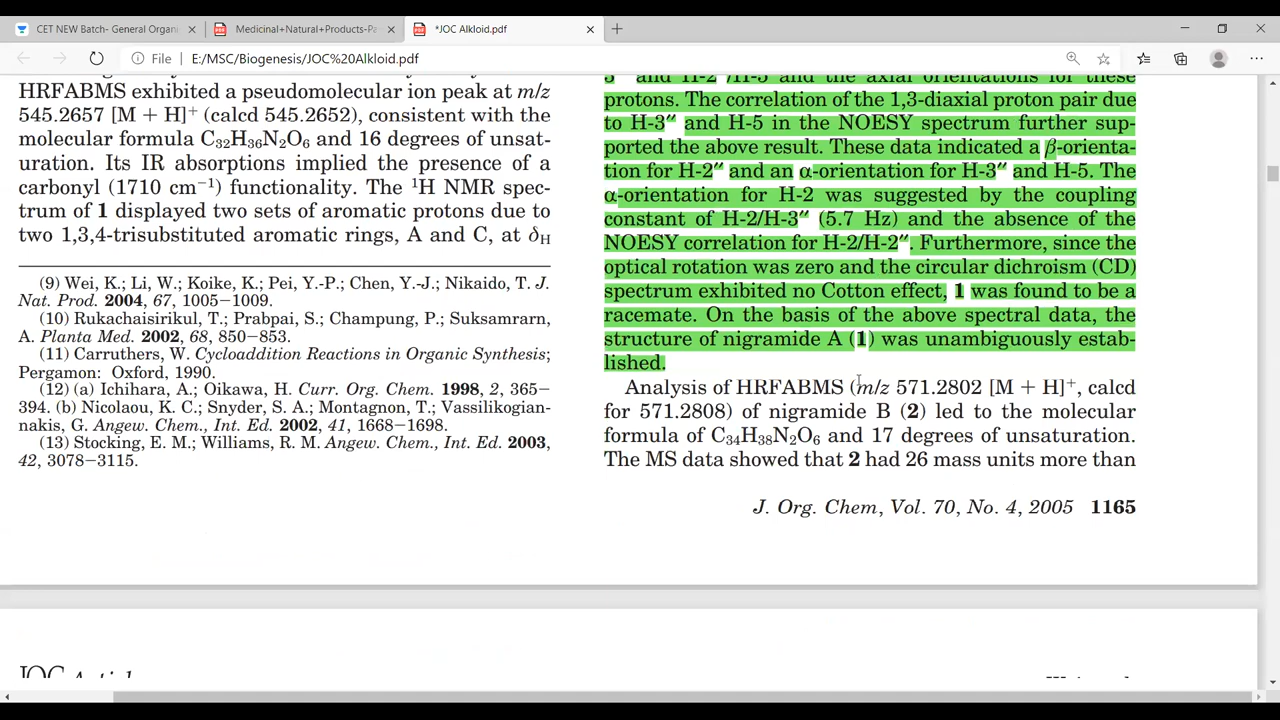 CET NEW Batch- General Organi
Medicinal+Natural+Products-Pa
*JOC Alkloid.pdf
File
E:/MSC/Biogenesis/JOC%20Alkloid.pdf
HRFABMS exhibited a pseudomolecular ion peak at m/z
545.2657 [M + H]+ (calcd 545.2652), consistent with the
molecular formula C32H36N2O6 and 16 degrees of unsat-
uration. Its IR absorptions implied the presence of a
carbonyl (1710 cm−1) functionality. The 1H NMR spec-
trum of 1 displayed two sets of aromatic protons due to
two 1,3,4-trisubstituted aromatic rings, A and C, at δH
(9) Wei, K.; Li, W.; Koike, K.; Pei, Y.-P.; Chen, Y.-J.; Nikaido, T. J.
Nat. Prod. 2004, 67, 1005−1009.
(10) Rukachaisirikul, T.; Prabpai, S.; Champung, P.; Suksamrarn,
A. Planta Med. 2002, 68, 850−853.
(11) Carruthers, W. Cycloaddition Reactions in Organic Synthesis;
Pergamon: Oxford, 1990.
(12) (a) Ichihara, A.; Oikawa, H. Curr. Org. Chem. 1998, 2, 365−
394. (b) Nicolaou, K. C.; Snyder, S. A.; Montagnon, T.; Vassilikogian-
nakis, G. Angew. Chem., Int. Ed. 2002, 41, 1668−1698.
(13) Stocking, E. M.; Williams, R. M. Angew. Chem., Int. Ed. 2003,
42, 3078−3115.
and the axial orientations for these
protons. The correlation of the 1,3-diaxial proton pair due
to H-3″ and H-5 in the NOESY spectrum further sup-
ported the above result. These data indicated a β-orienta-
tion for H-2″ and an α-orientation for H-3″ and H-5. The
α-orientation for H-2 was suggested by the coupling
constant of H-2/H-3″ (5.7 Hz) and the absence of the
NOESY correlation for H-2/H-2″. Furthermore, since the
optical rotation was zero and the circular dichroism (CD)
spectrum exhibited no Cotton effect, 1 was found to be a
racemate. On the basis of the above spectral data, the
structure of nigramide A (1) was unambiguously estab-
lished.
Analysis of HRFABMS (m/z 571.2802 [M + H]+, calcd
for 571.2808) of nigramide B (2) led to the molecular
formula of C34H38N2O6 and 17 degrees of unsaturation.
The MS data showed that 2 had 26 mass units more than
J. Org. Chem, Vol. 70, No. 4, 2005 1165